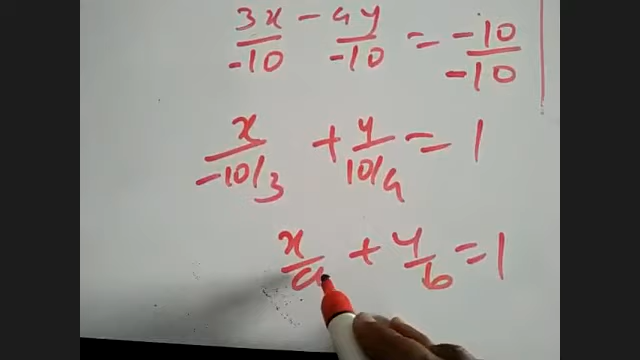 3x/-10 - 4y/-10 = -10/-10
x/-10/3 + y/10/4 = 1
x/a + y/b = 1